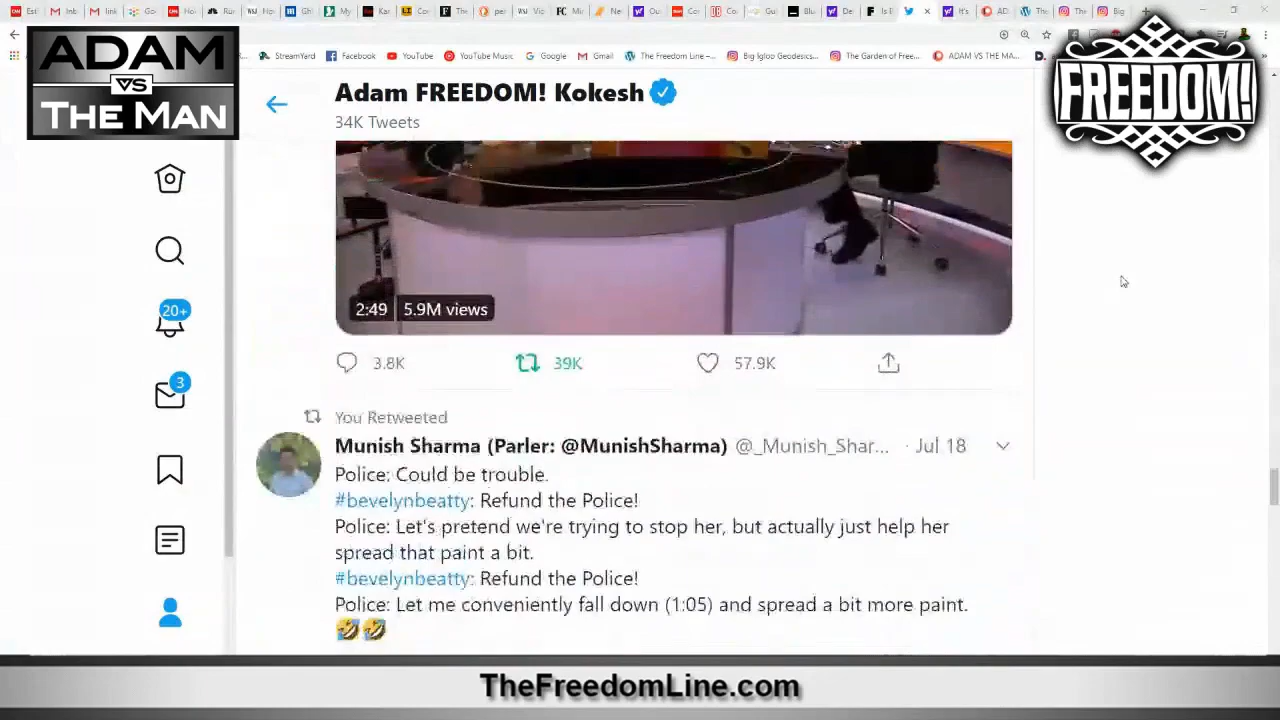 ADAM
VS
THE MAN
FREEDOM!
StreamYard Facebook YouTube YouTube Music Google Gmail The Freedom Line –... Big Igloo Geodesics... The Garden of Free... ADAM VS THE MA...
Adam FREEDOM! Kokesh
34K Tweets
20+
3
2:49 5.9M views
3.8K 39K 57.9K
You Retweeted
Munish Sharma (Parler: @MunishSharma) @_Munish_Shar... · Jul 18
Police: Could be trouble.
#bevelynbeatty: Refund the Police!
Police: Let's pretend we're trying to stop her, but actually just help her
spread that paint a bit.
#bevelynbeatty: Refund the Police!
Police: Let me conveniently fall down (1:05) and spread a bit more paint.
🤣🤣
TheFreedomLine.com